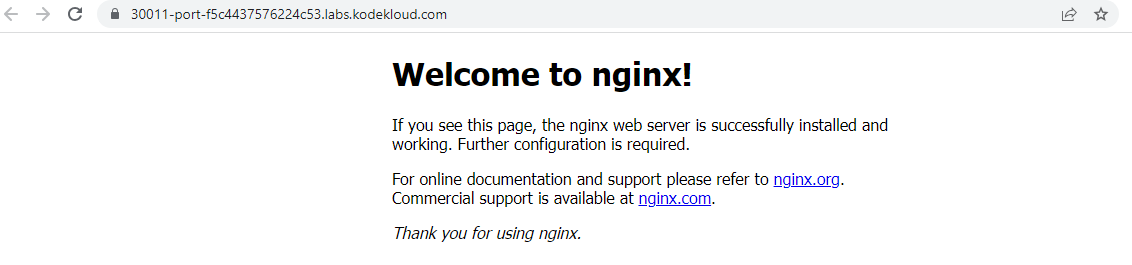 30011-port-f5c4437576224c53.labs.kodekloud.com
Welcome to nginx!
If you see this page, the nginx web server is successfully installed and
working. Further configuration is required.
For online documentation and support please refer to nginx.org.
Commercial support is available at nginx.com.
Thank you for using nginx.